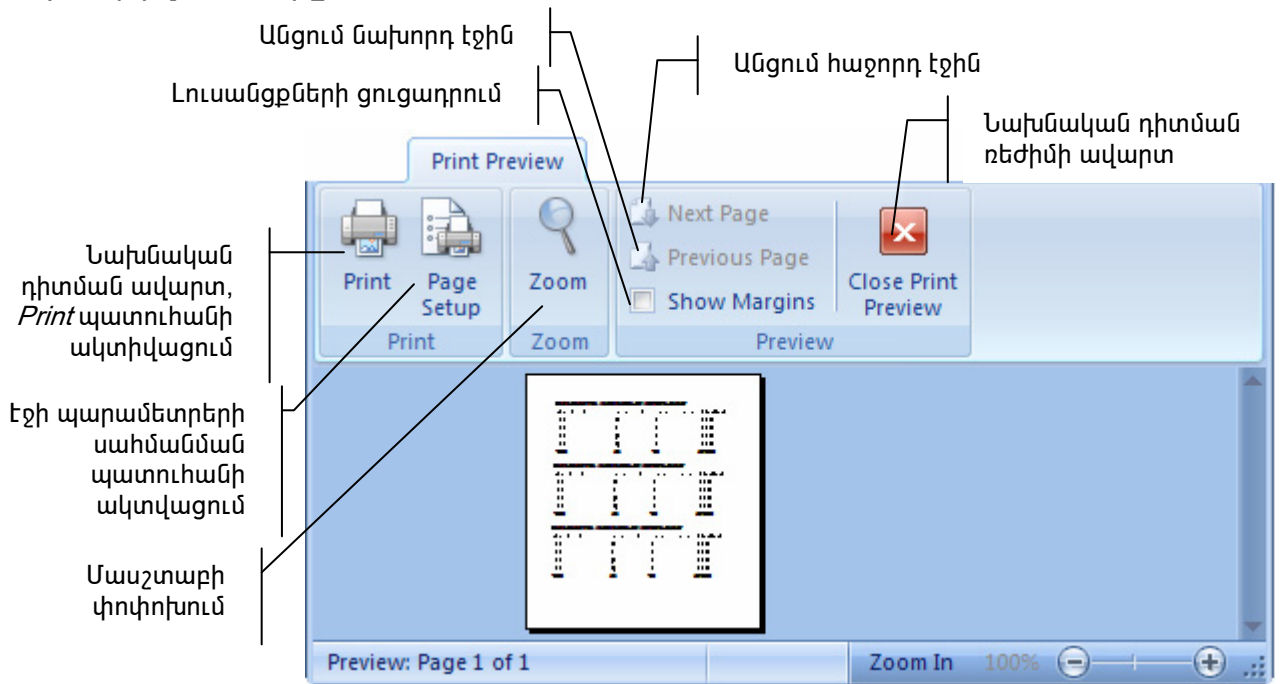 Անցում նախորդ էջին
Անցում հաջորդ էջին
Լուսանցքների ցուցադրում
Նախնական դիտման
ռեժիմի ավարտ
Print Preview
Next Page
Previous Page
Show Margins
Print
Page
Setup
Zoom
Close Print
Preview
Print
Zoom
Preview
Նախնական
դիտման ավարտ,
Print պատուհանի
ակտիվացում
Էջի պարամետրերի
սահմանման
պատուհանի
ակտվացում
Մասշտաբի
փոփոխում
Preview: Page 1 of 1
Zoom In 100%